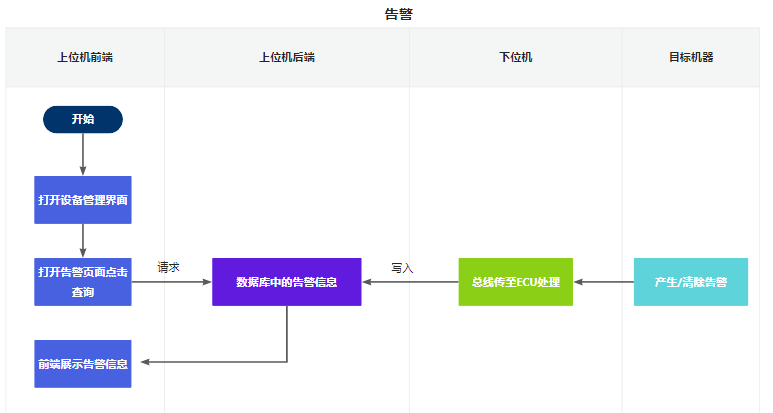 告警
上位机前端
上位机后端
下位机
目标机器
开始
打开设备管理界面
打开告警页面点击
查询
请求
数据库中的告警信息
写入
总线传至ECU处理
产生/清除告警
前端展示告警信息